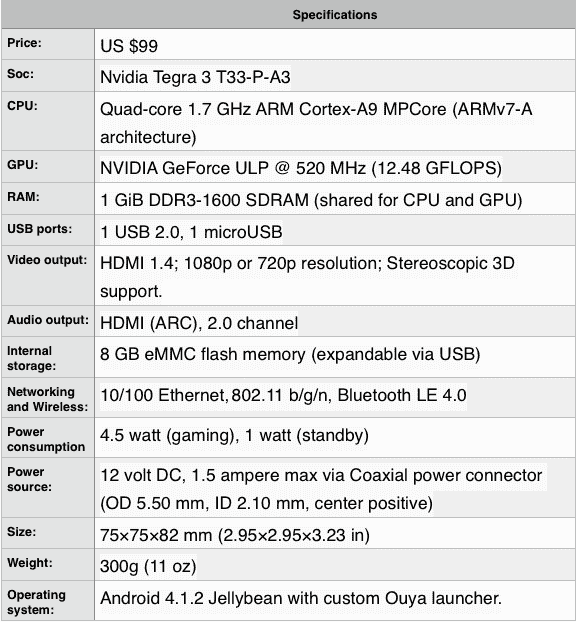 Specifications
Price: US $99
Soc: Nvidia Tegra 3 T33-P-A3
CPU: Quad-core 1.7 GHz ARM Cortex-A9 MPCore (ARMv7-A
architecture)
GPU: NVIDIA GeForce ULP @ 520 MHz (12.48 GFLOPS)
RAM: 1 GiB DDR3-1600 SDRAM (shared for CPU and GPU)
USB ports: 1 USB 2.0, 1 microUSB
Video output: HDMI 1.4; 1080p or 720p resolution; Stereoscopic 3D
support.
Audio output: HDMI (ARC), 2.0 channel
Internal
storage:
8 GB eMMC flash memory (expandable via USB)
Networking
and Wireless:
10/100 Ethernet, 802.11 b/g/n, Bluetooth LE 4.0
Power
consumption
4.5 watt (gaming), 1 watt (standby)
Power
source:
12 volt DC, 1.5 ampere max via Coaxial power connector
(OD 5.50 mm, ID 2.10 mm, center positive)
Size: 75×75×82 mm (2.95×2.95×3.23 in)
Weight: 300g (11 oz)
Operating
system:
Android 4.1.2 Jellybean with custom Ouya launcher.